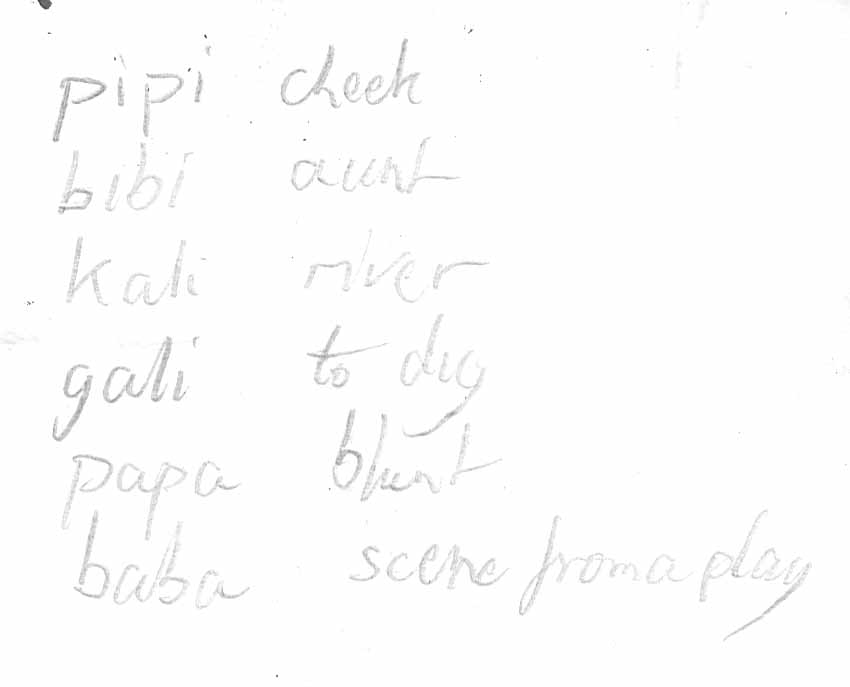 pipi cheek
bibi aunt
kali river
gali to dig
papa blunt
baba scene from a play